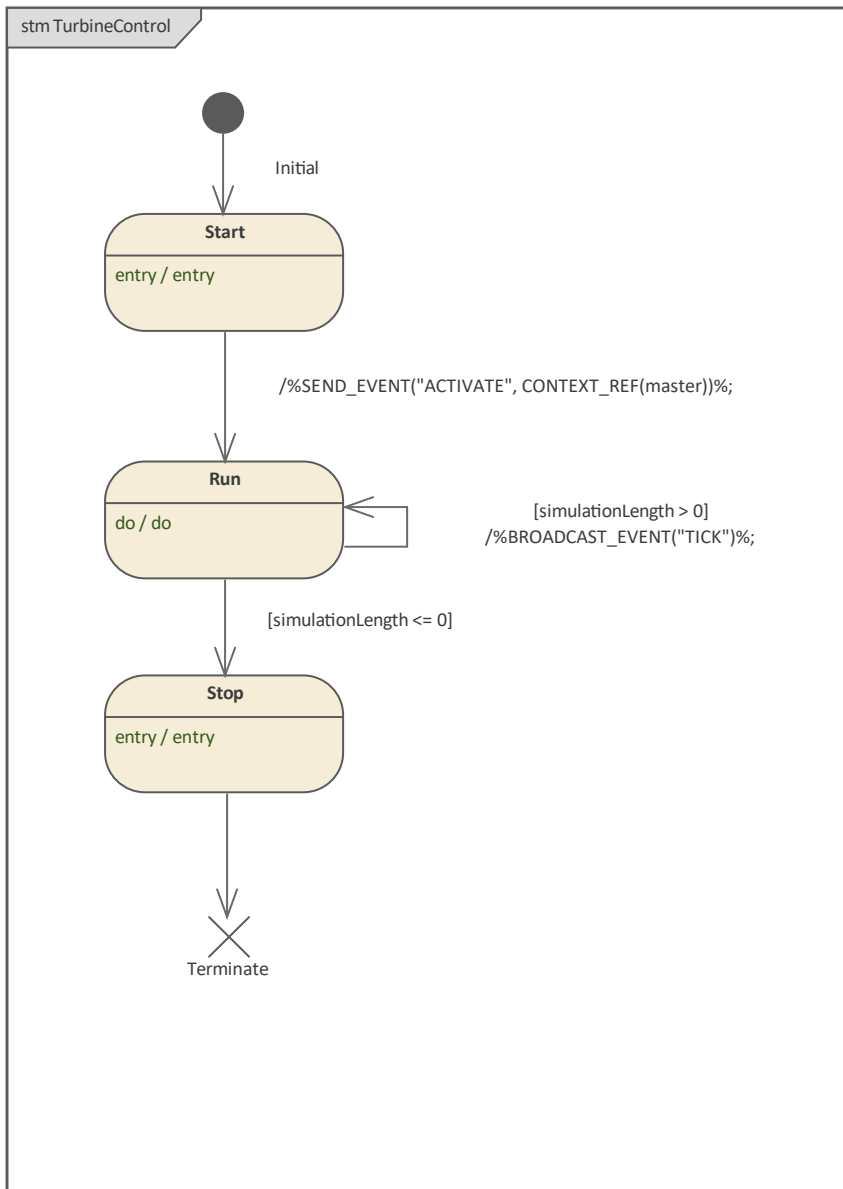 stm TurbineControl
Initial
Start
entry / entry
/%SEND_EVENT("ACTIVATE", CONTEXT_REF(master))%;
Run
do / do
[simulationLength > 0]
/%BROADCAST_EVENT("TICK")%;
[simulationLength <= 0]
Stop
entry / entry
Terminate